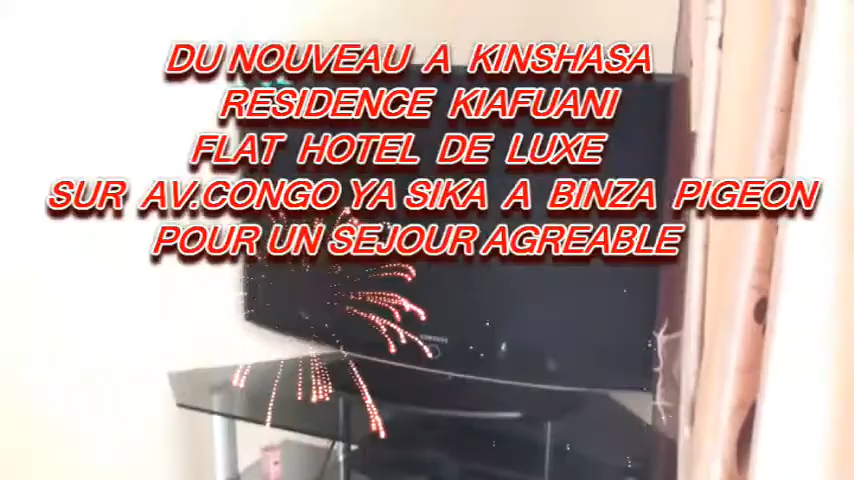 DU NOUVEAU A KINSHASA
RESIDENCE KIAFUANI
FLAT HOTEL DE LUXE
SUR AV.CONGO YA SIKA A BINZA PIGEON
POUR UN SEJOUR AGREABLE
SAMSUNG